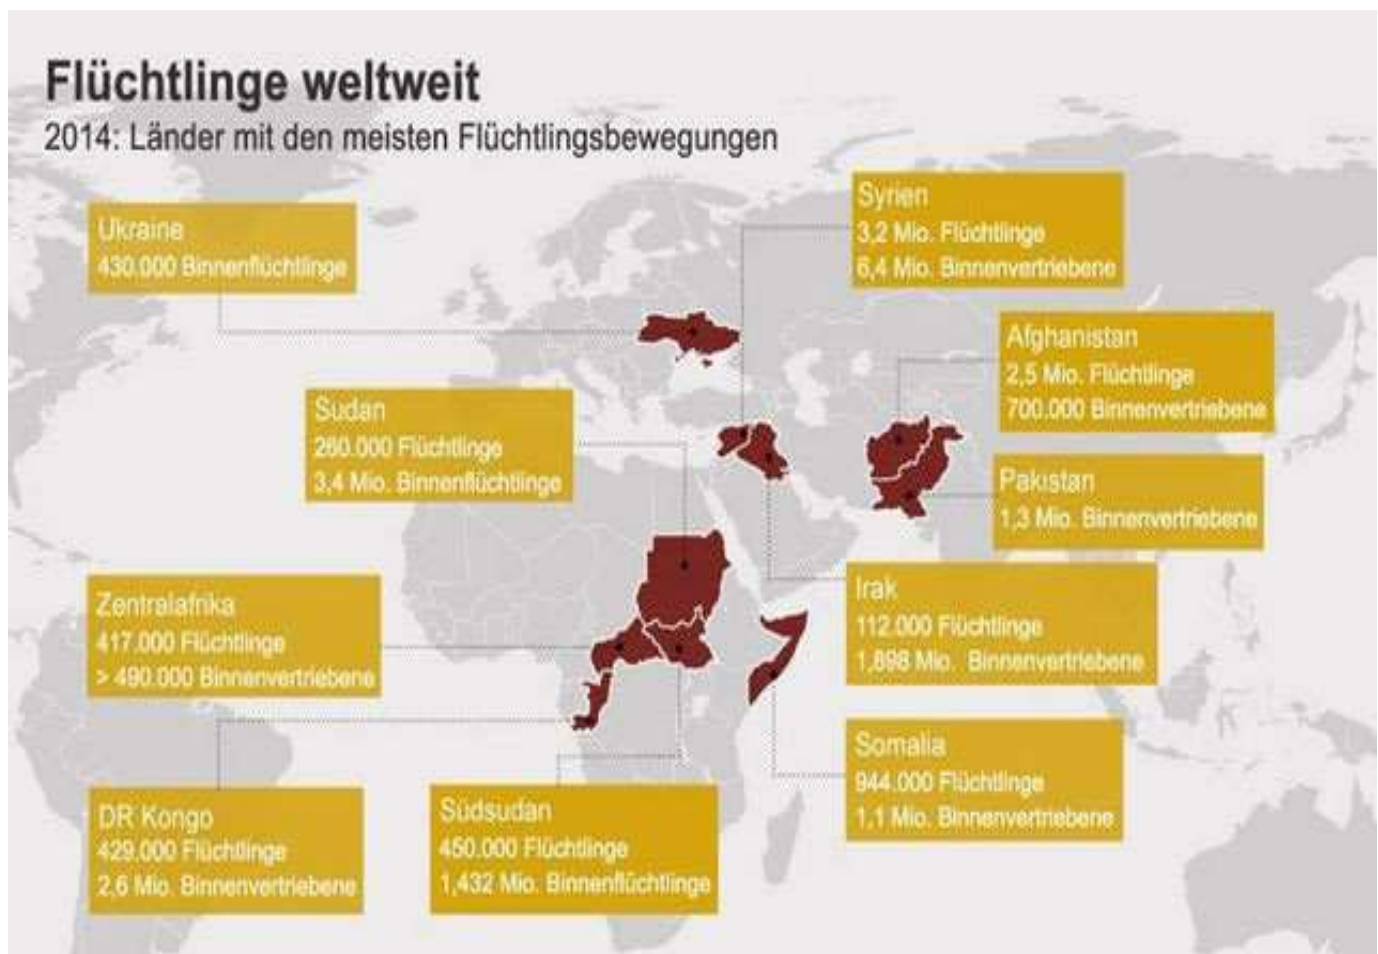 Flüchtlinge weltweit
2014: Länder mit den meisten Flüchtlingsbewegungen
Ukraine
430.000 Binnenflüchtlinge
Syrien
3,2 Mio. Flüchtlinge
6,4 Mio. Binnenvertriebene
Afghanistan
2,5 Mio. Flüchtlinge
700.000 Binnenvertriebene
Sudan
260.000 Flüchtlinge
3,4 Mio. Binnenflüchtlinge
Pakistan
1,3 Mio. Binnenvertriebene
Zentralafrika
417.000 Flüchtlinge
> 490.000 Binnenvertriebene
Irak
112.000 Flüchtlinge
1,898 Mio. Binnenvertriebene
Somalia
944.000 Flüchtlinge
1,1 Mio. Binnenvertriebene
DR Kongo
429.000 Flüchtlinge
2,6 Mio. Binnenvertriebene
Südsudan
450.000 Flüchtlinge
1,432 Mio. Binnenflüchtlinge